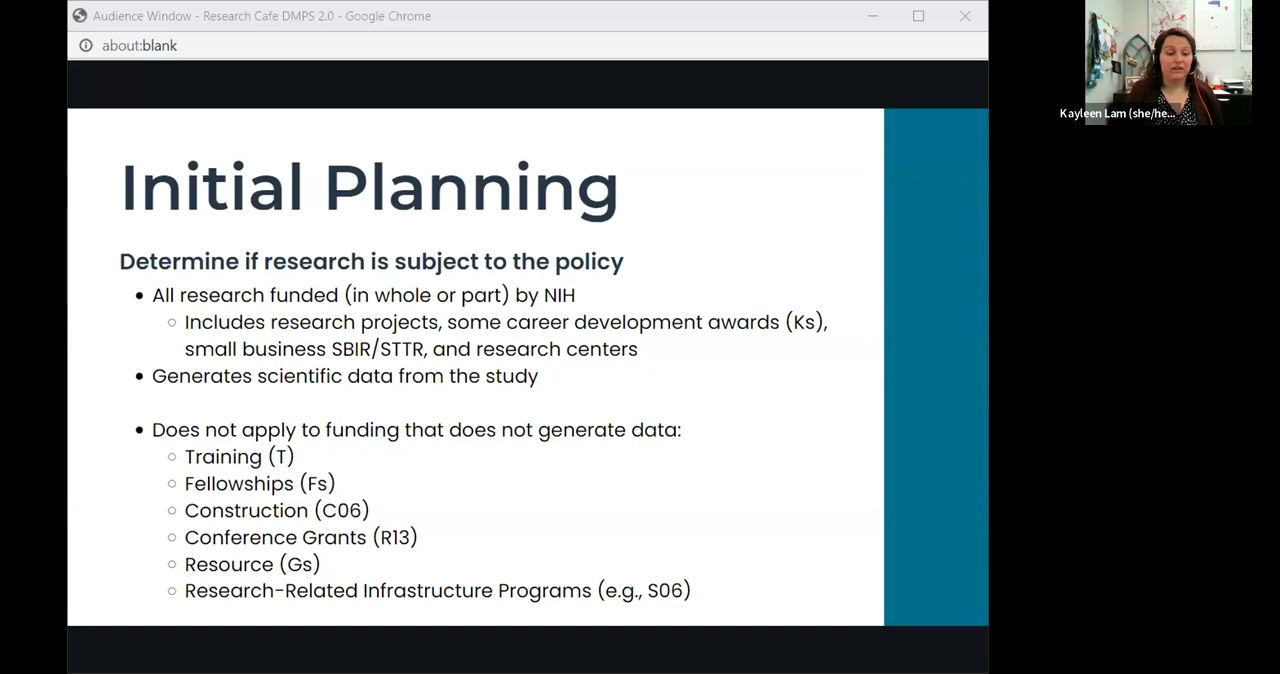 Audience Window - Research Cafe DMPS 2.0 - Google Chrome
about:blank
Kayleen Lam (she/he...
Initial Planning
Determine if research is subject to the policy
• All research funded (in whole or part) by NIH
○ Includes research projects, some career development awards (Ks),
small business SBIR/STTR, and research centers
• Generates scientific data from the study
• Does not apply to funding that does not generate data:
○ Training (T)
○ Fellowships (Fs)
○ Construction (C06)
○ Conference Grants (R13)
○ Resource (Gs)
○ Research-Related Infrastructure Programs (e.g., S06)